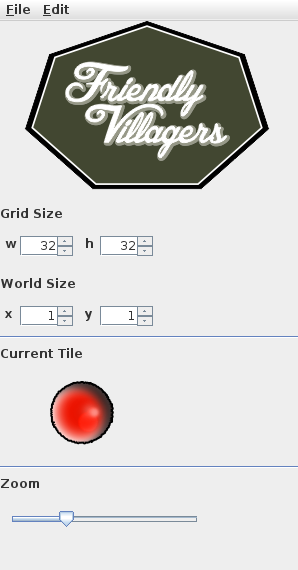 File Edit
Friendly
Villagers
Grid Size
w 32 h 32
World Size
x 1 y 1
Current Tile
Zoom